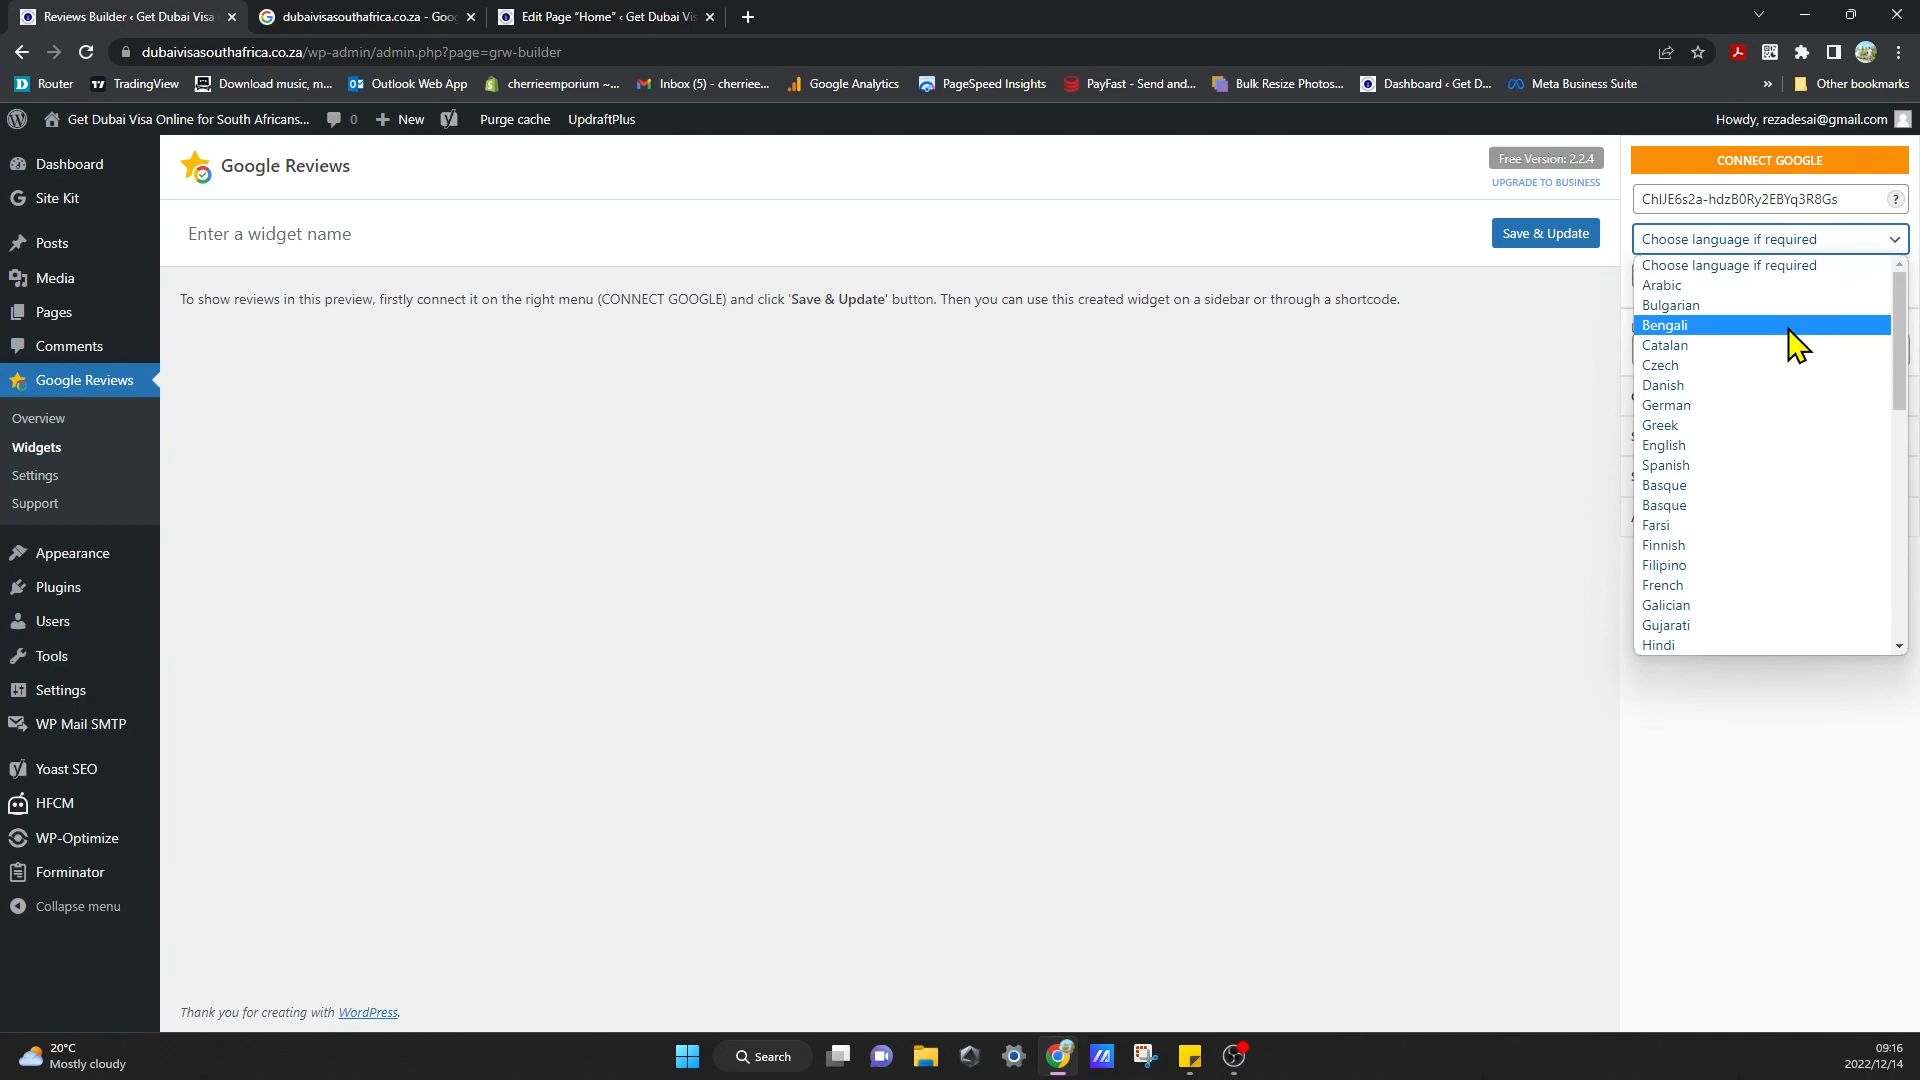 Reviews Builder ‹ Get Dubai Visa
dubaivisasouthafrica.co.za - Goo
Edit Page "Home" ‹ Get Dubai Vi
dubaivisasouthafrica.co.za/wp-admin/admin.php?page=grw-builder
Router
TradingView
Download music, m...
Outlook Web App
cherrieemporium ~...
Inbox (5) - cherriee...
Google Analytics
PageSpeed Insights
PayFast - Send and...
Bulk Resize Photos...
Dashboard ‹ Get D...
Meta Business Suite
»
Other bookmarks
Get Dubai Visa Online for South Africans...
0
New
Purge cache
UpdraftPlus
Howdy, rezadesai@gmail.com
Dashboard
Site Kit
Posts
Media
Pages
Comments
Google Reviews
Overview
Widgets
Settings
Support
Appearance
Plugins
Users
Tools
Settings
WP Mail SMTP
Yoast SEO
HFCM
WP-Optimize
Forminator
Collapse menu
Google Reviews
Free Version: 2.2.4
UPGRADE TO BUSINESS
Enter a widget name
Save & Update
To show reviews in this preview, firstly connect it on the right menu (CONNECT GOOGLE) and click 'Save & Update' button. Then you can use this created widget on a sidebar or through a shortcode.
Thank you for creating with WordPress.
CONNECT GOOGLE
ChIJE6s2a-hdzB0Ry2EBYq3R8Gs
?
Choose language if required
Choose language if required
Arabic
Bulgarian
Bengali
Catalan
Czech
Danish
German
Greek
English
Spanish
Basque
Basque
Farsi
Finnish
Filipino
French
Galician
Gujarati
Hindi
20°C
Mostly cloudy
Search
09:16
2022/12/14